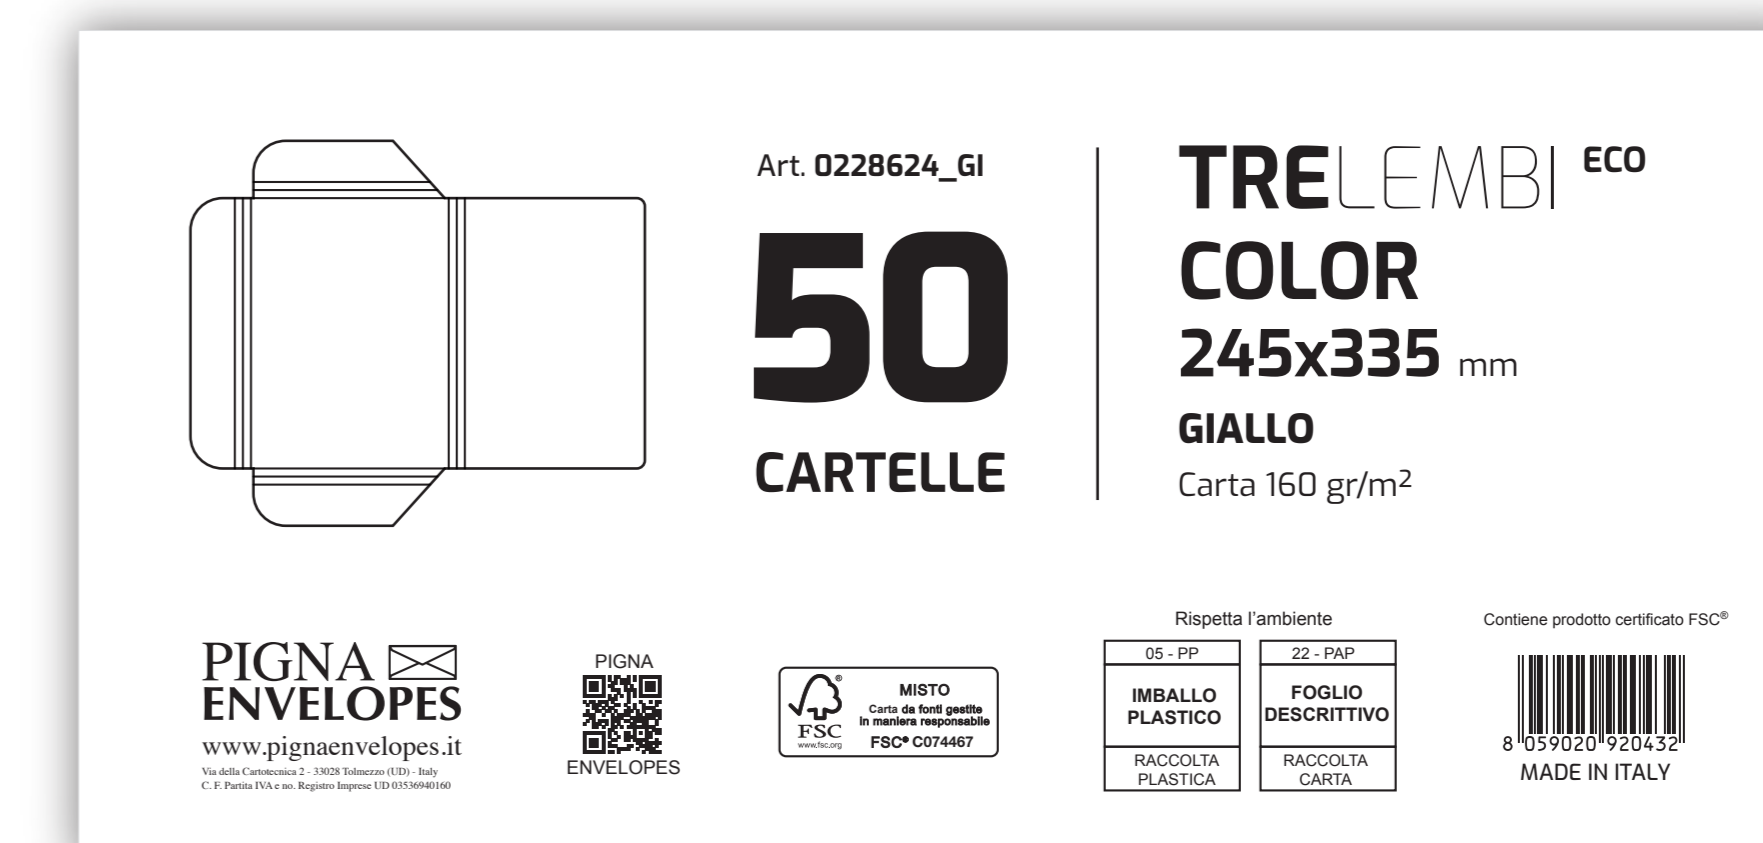 Art. 0228624_GI
50
CARTELLE
TRELEMBI ECO
COLOR
245x335 mm
GIALLO
Carta 160 gr/m²
PIGNA
ENVELOPES
www.pignaenvelopes.it
Via della Cartotecnica 2 - 33028 Tolmezzo (UD) - Italy
C. F. Partita IVA e no. Registro Imprese UD 03536940160
PIGNA
ENVELOPES
FSC®
www.fsc.org
MISTO
Carta da fonti gestite
in maniera responsabile
FSC® C074467
Rispetta l'ambiente
05 - PP
IMBALLO
PLASTICO
RACCOLTA
PLASTICA
22 - PAP
FOGLIO
DESCRITTIVO
RACCOLTA
CARTA
Contiene prodotto certificato FSC®
8 059020 920432
MADE IN ITALY